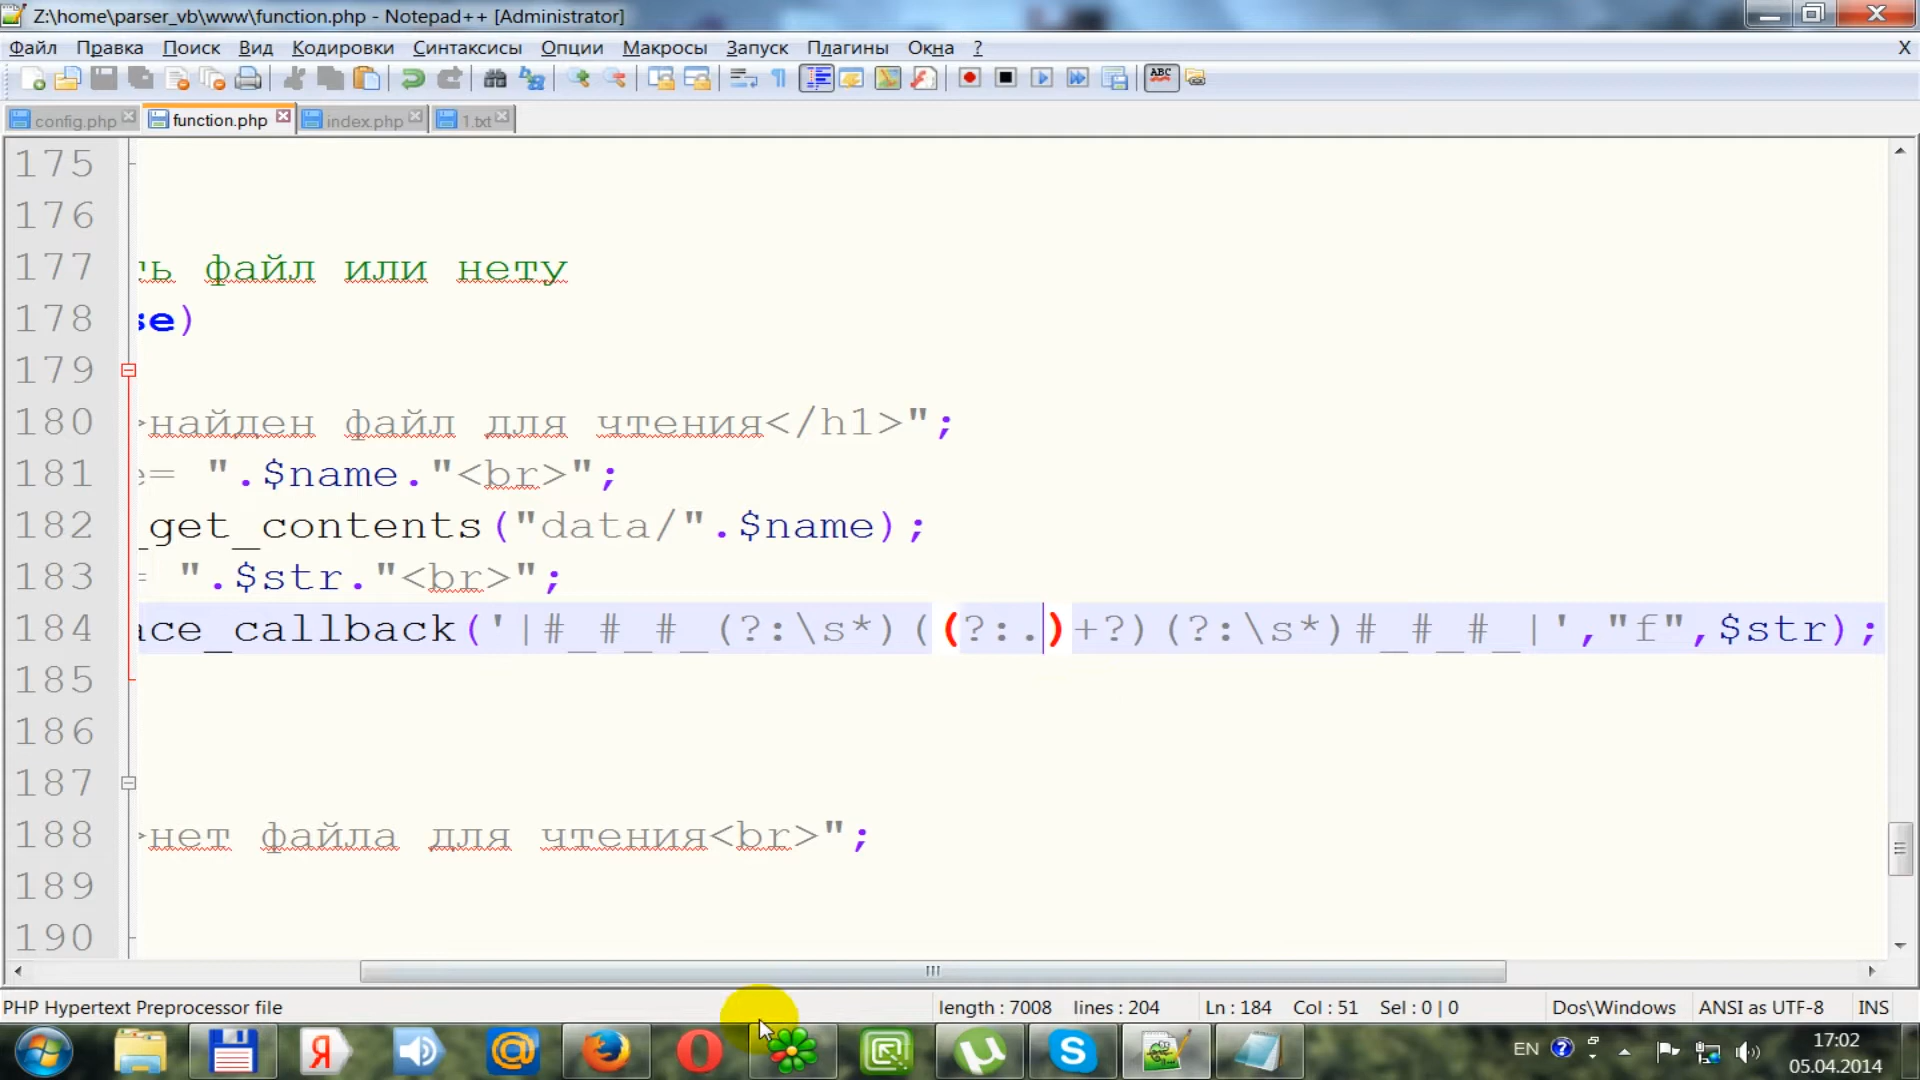 Z:\home\parser_vb\www\function.php - Notepad++ [Administrator]
Файл Правка Поиск Вид Кодировки Синтаксисы Опции Макросы Запуск Плагины Окна ? X
config.php function.php index.php 1.txt
175
176
177 ть файл или нету
178 se)
179
180 >найден файл для чтения</h1>";
181 e= ".$name."<br>";
182 _get_contents("data/".$name);
183 = ".$str."<br>";
184 ace_callback('|#_#_#_(?:\s*)((?:.)+?)(?:\s*)#_#_#_|',"f",$str);
185
186
187
188 >нет файла для чтения<br>";
189
190
PHP Hypertext Preprocessor file length : 7008 lines : 204 Ln : 184 Col : 51 Sel : 0 | 0 Dos\Windows ANSI as UTF-8 INS
EN 17:02
05.04.2014